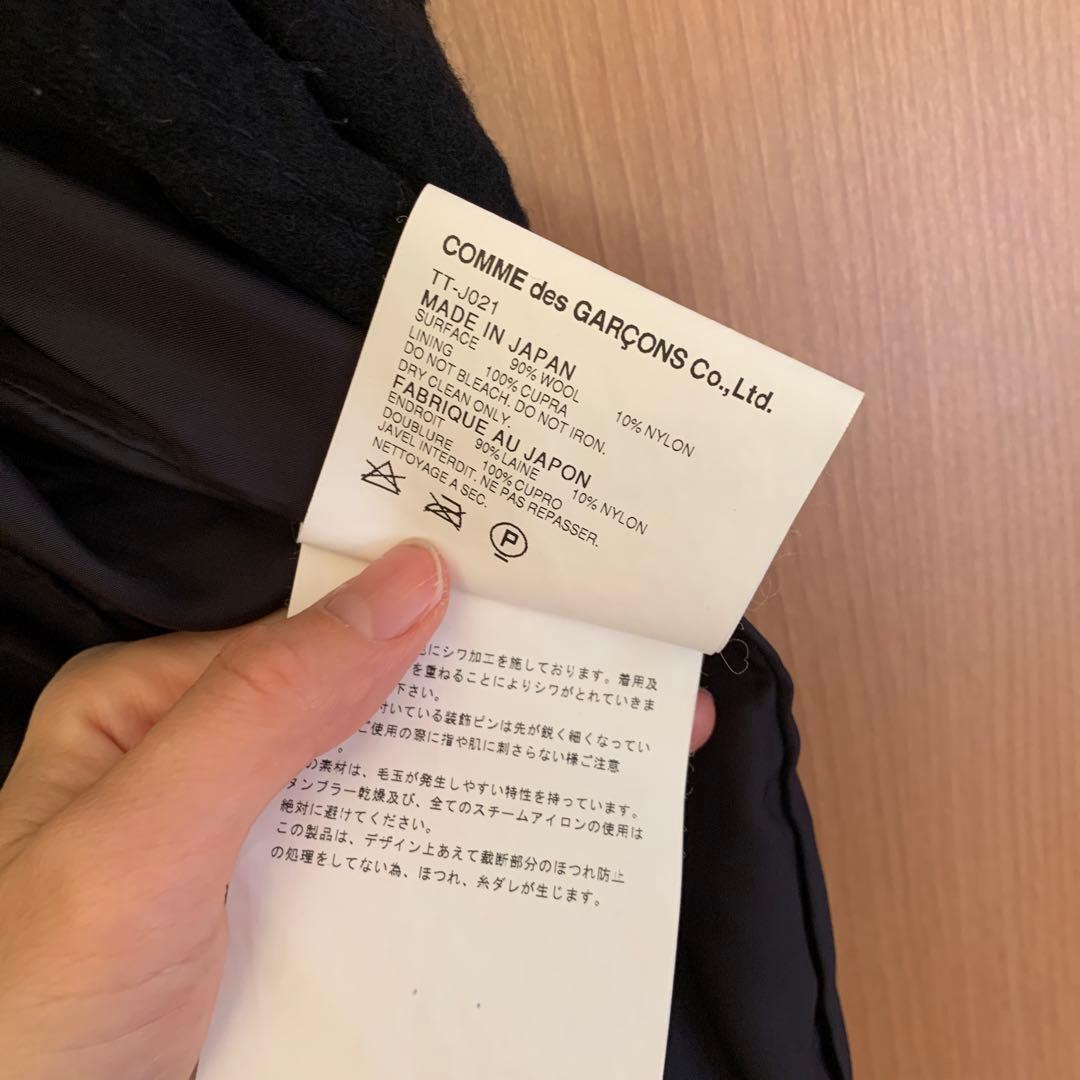 COMME des GARÇONS Co.,Ltd.
TT-J021
MADE IN JAPAN
SURFACE 90% WOOL 10% NYLON
LINING 100% CUPRA
DO NOT BLEACH. DO NOT IRON.
DRY CLEAN ONLY.
FABRIQUE AU JAPON
ENDROIT 90% LAINE 10% NYLON
DOUBLURE 100% CUPRO
JAVEL INTERDIT. NE PAS REPASSER.
NETTOYAGE A SEC.
P
にシワ加工を施しております。着用及
を重ねることによりシワがとれていきま
下さい。
付いている装飾ピンは先が鋭く細くなってい
ご使用の際に指や肌に刺さらない様ご注意
。
の素材は、毛玉が発生しやすい特性を持っています。
タンブラー乾燥及び、全てのスチームアイロンの使用は
絶対に避けてください。
この製品は、デザイン上あえて裁断部分のほつれ防止
の処理をしてない為、ほつれ、糸ダレが生じます。